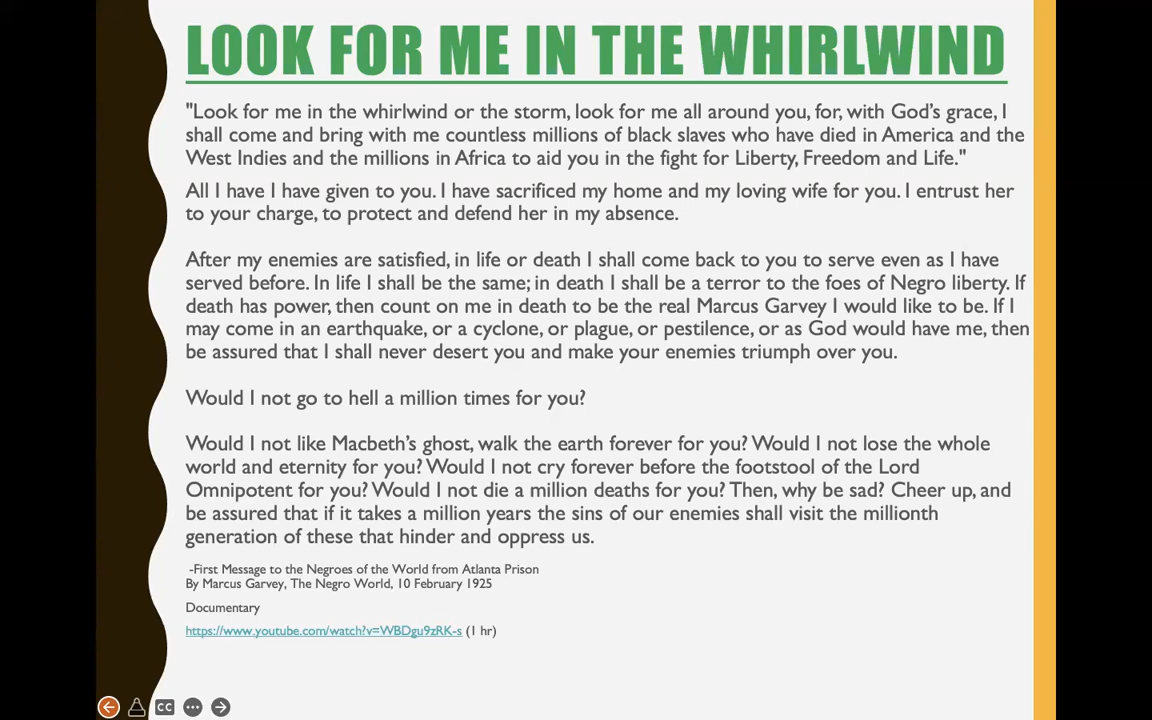 LOOK FOR ME IN THE WHIRLWIND
"Look for me in the whirlwind or the storm, look for me all around you, for, with God's grace, I
shall come and bring with me countless millions of black slaves who have died in America and the
West Indies and the millions in Africa to aid you in the fight for Liberty, Freedom and Life."
All I have I have given to you. I have sacrificed my home and my loving wife for you. I entrust her
to your charge, to protect and defend her in my absence.
After my enemies are satisfied, in life or death I shall come back to you to serve even as I have
served before. In life I shall be the same; in death I shall be a terror to the foes of Negro liberty. If
death has power, then count on me in death to be the real Marcus Garvey I would like to be. If I
may come in an earthquake, or a cyclone, or plague, or pestilence, or as God would have me, then
be assured that I shall never desert you and make your enemies triumph over you.
Would I not go to hell a million times for you?
Would I not like Macbeth's ghost, walk the earth forever for you? Would I not lose the whole
world and eternity for you? Would I not cry forever before the footstool of the Lord
Omnipotent for you? Would I not die a million deaths for you? Then, why be sad? Cheer up, and
be assured that if it takes a million years the sins of our enemies shall visit the millionth
generation of these that hinder and oppress us.
-First Message to the Negroes of the World from Atlanta Prison
By Marcus Garvey, The Negro World, 10 February 1925
Documentary
https://www.youtube.com/watch?v=WBDgu9zRK-s (1 hr)
CC